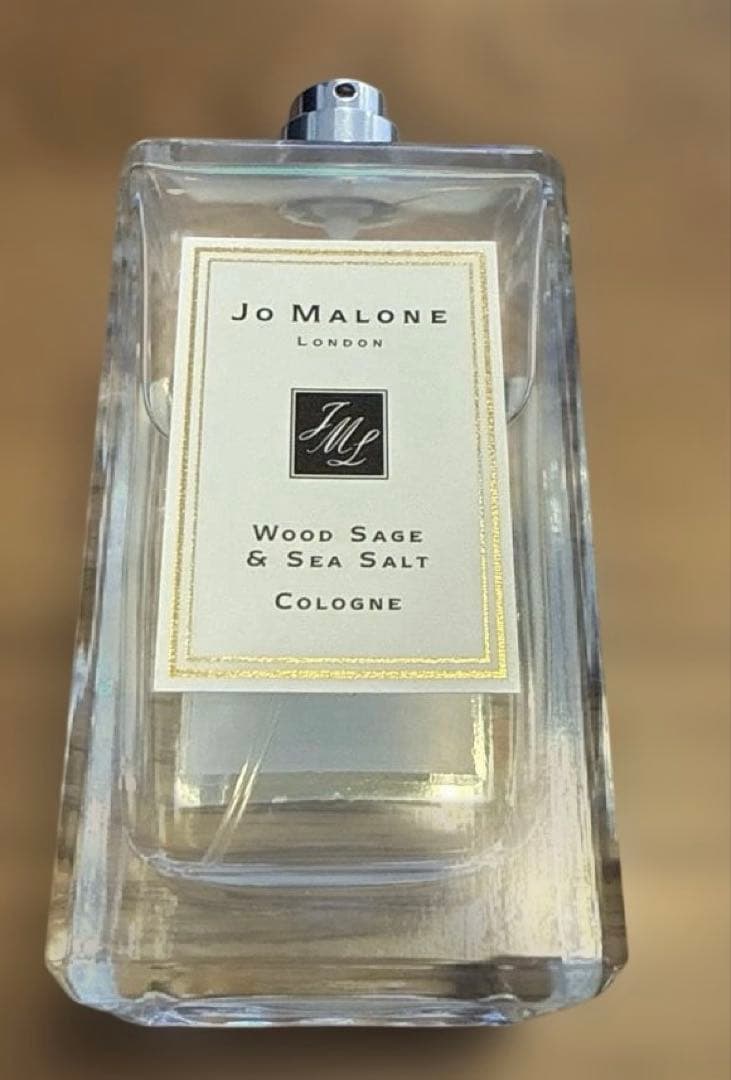 Jo Malone
London
JML
Wood Sage
& Sea Salt
Cologne